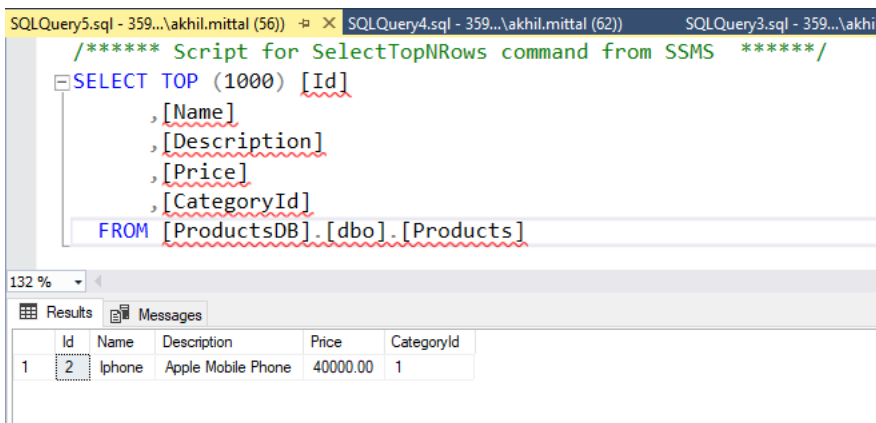 SQLQuery5.sql - 359...\akhil.mittal (56)) SQLQuery4.sql - 359...\akhil.mittal (62)) SQLQuery3.sql - 359...\akhi
/****** Script for SelectTopNRows command from SSMS ******/
SELECT TOP (1000) [Id]
,[Name]
,[Description]
,[Price]
,[CategoryId]
FROM [ProductsDB].[dbo].[Products]
132 %
Results Messages
Id Name Description Price CategoryId
1 2 Iphone Apple Mobile Phone 40000.00 1